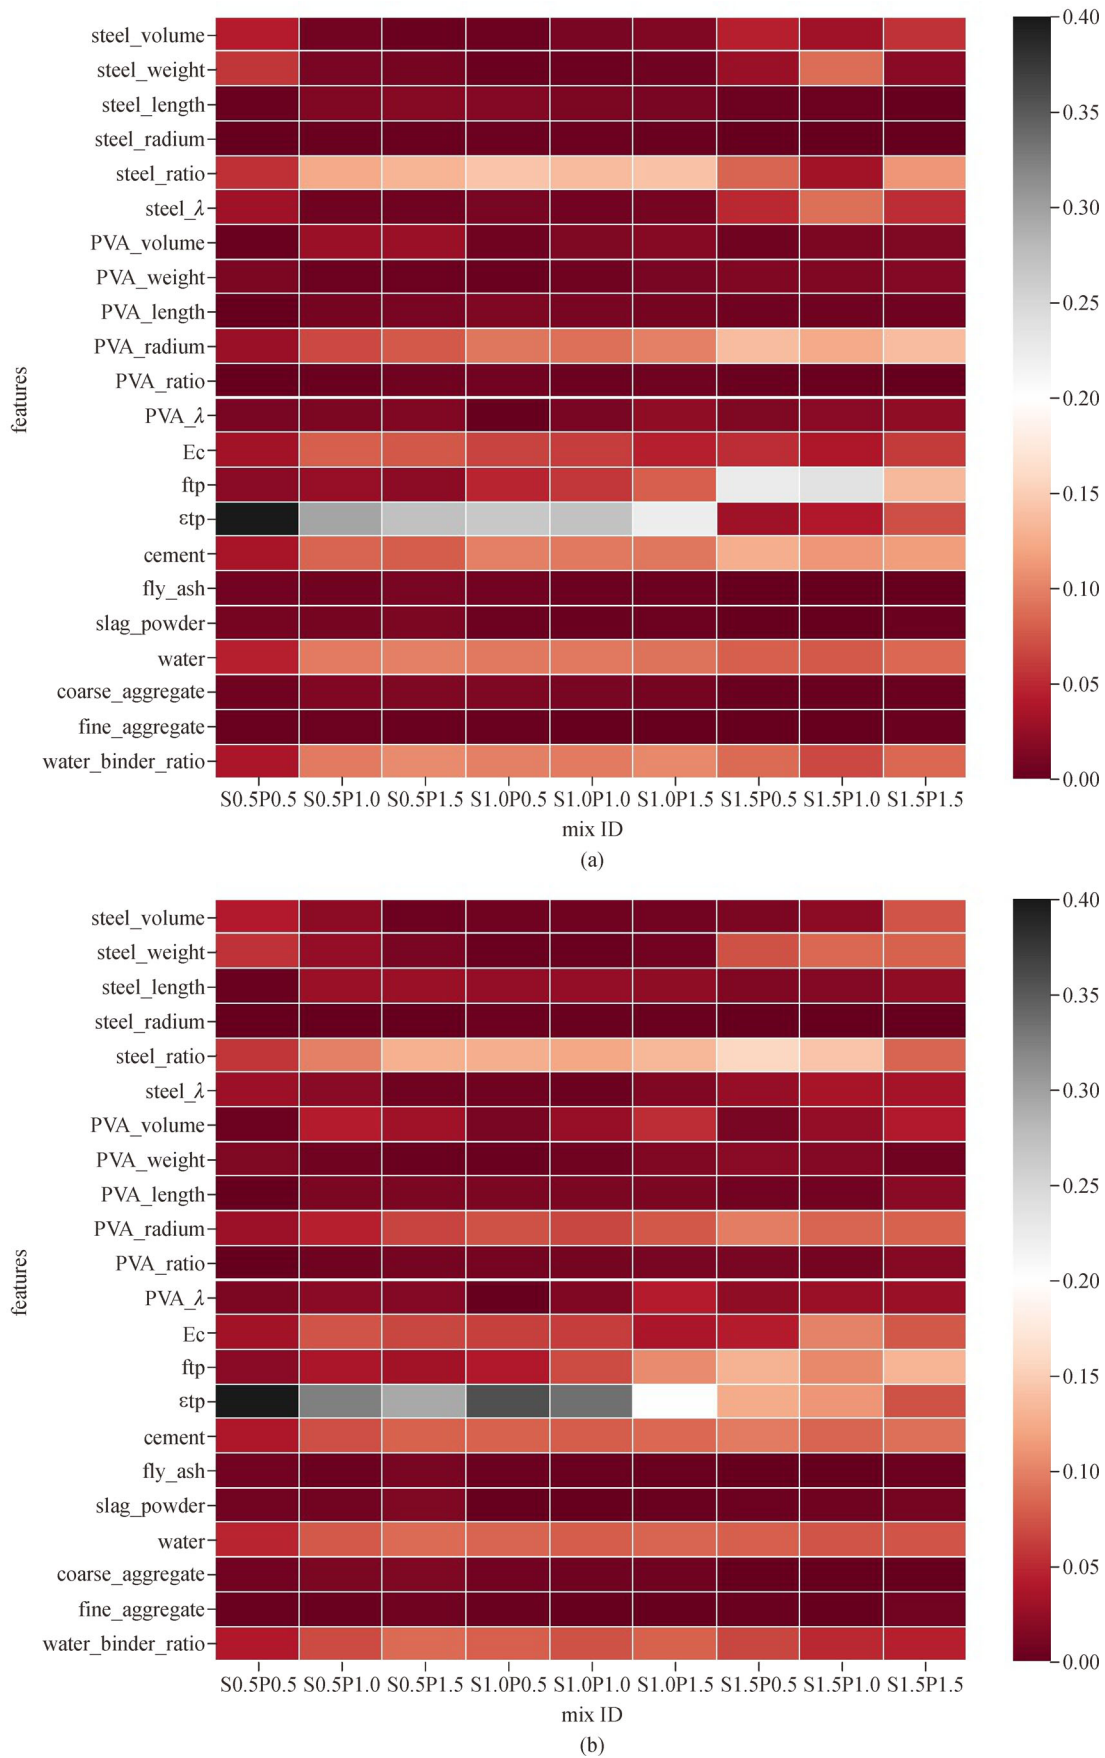 steel_volume
steel_weight
steel_length
steel_radium
steel_ratio
steel_λ
PVA_volume
PVA_weight
PVA_length
PVA_radium
PVA_ratio
PVA_λ
Ec
ftp
εtp
cement
fly_ash
slag_powder
water
coarse_aggregate
fine_aggregate
water_binder_ratio
features
S0.5P0.5 S0.5P1.0 S0.5P1.5 S1.0P0.5 S1.0P1.0 S1.0P1.5 S1.5P0.5 S1.5P1.0 S1.5P1.5
mix ID
0.40
0.35
0.30
0.25
0.20
0.15
0.10
0.05
0.00
(a)
steel_volume
steel_weight
steel_length
steel_radium
steel_ratio
steel_λ
PVA_volume
PVA_weight
PVA_length
PVA_radium
PVA_ratio
PVA_λ
Ec
ftp
εtp
cement
fly_ash
slag_powder
water
coarse_aggregate
fine_aggregate
water_binder_ratio
features
S0.5P0.5 S0.5P1.0 S0.5P1.5 S1.0P0.5 S1.0P1.0 S1.0P1.5 S1.5P0.5 S1.5P1.0 S1.5P1.5
mix ID
0.40
0.35
0.30
0.25
0.20
0.15
0.10
0.05
0.00
(b)